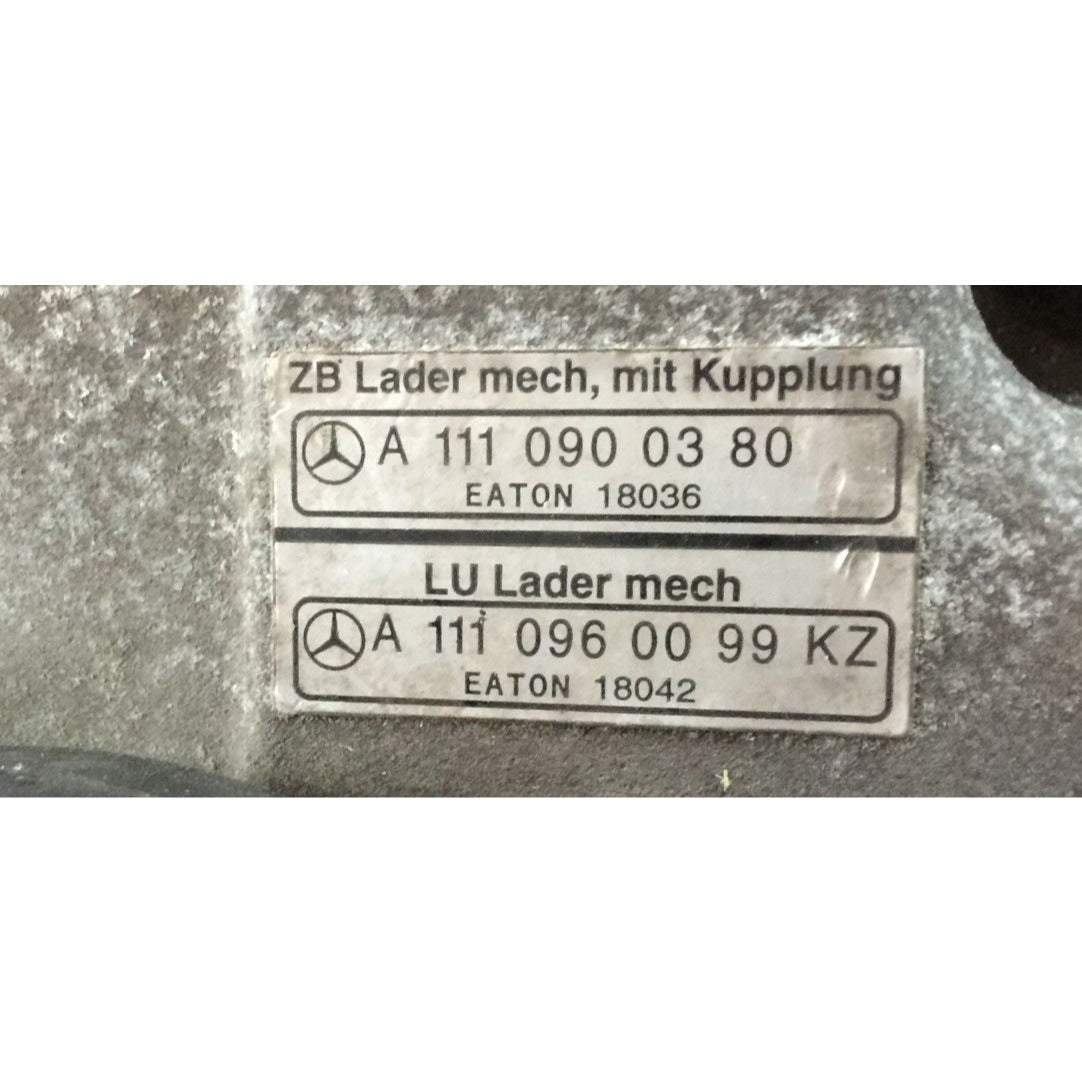 ZB Lader mech, mit Kupplung
A 111 090 03 80
EATON 18036
LU Lader mech
A 111 096 00 99 KZ
EATON 18042